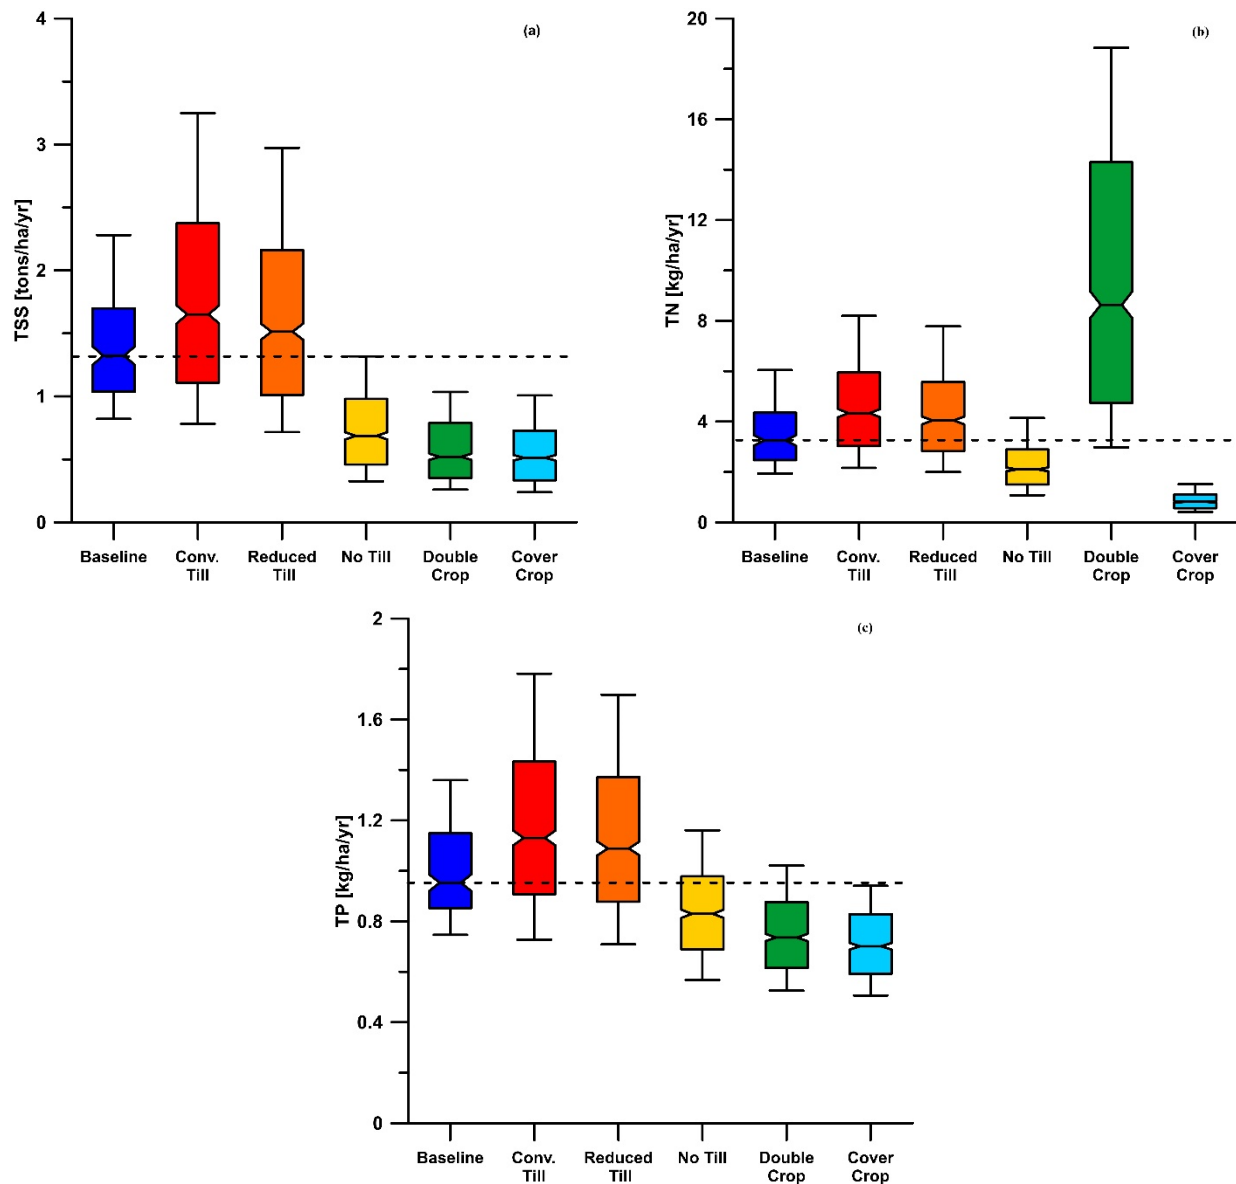 (a)
TSS [tons/ha/yr]
4
3
2
1
0
Baseline
Conv.
Till
Reduced
Till
No Till
Double
Crop
Cover
Crop
(b)
TN [kg/ha/yr]
20
16
12
8
4
0
Baseline
Conv.
Till
Reduced
Till
No Till
Double
Crop
Cover
Crop
(c)
TP [kg/ha/yr]
2
1.6
1.2
0.8
0.4
0
Baseline
Conv.
Till
Reduced
Till
No Till
Double
Crop
Cover
Crop